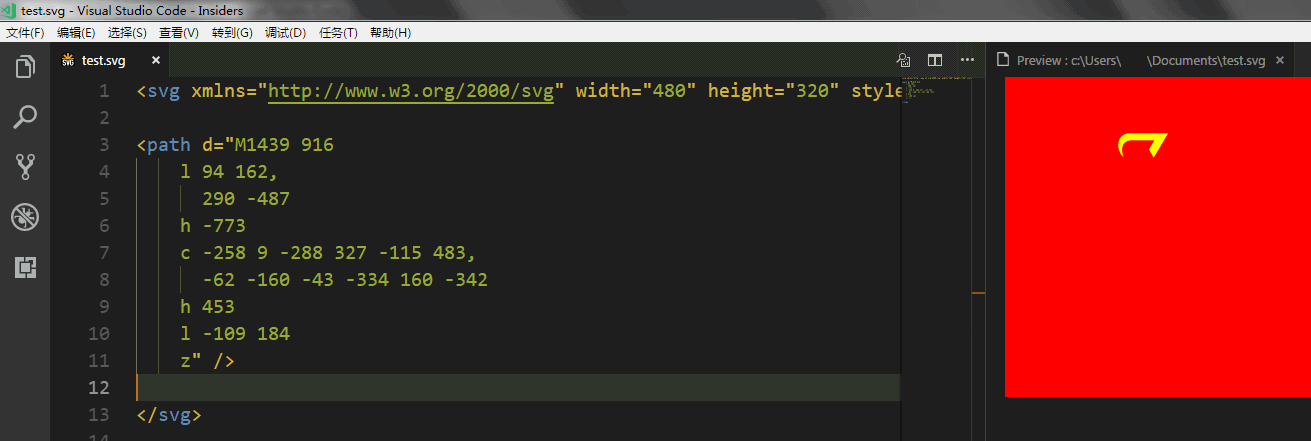 test.svg - Visual Studio Code - Insiders
文件(F) 编辑(E) 选择(S) 查看(V) 转到(G) 调试(D) 任务(T) 帮助(H)
SVG test.svg ×
Preview : c:\Users\ \Documents\test.svg ×
1 <svg xmlns="http://www.w3.org/2000/svg" width="480" height="320" style
2
3 <path d="M1439 916
4 l 94 162,
5 290 -487
6 h -773
7 c -258 9 -288 327 -115 483,
8 -62 -160 -43 -334 160 -342
9 h 453
10 l -109 184
11 z" />
12
13 </svg>
14